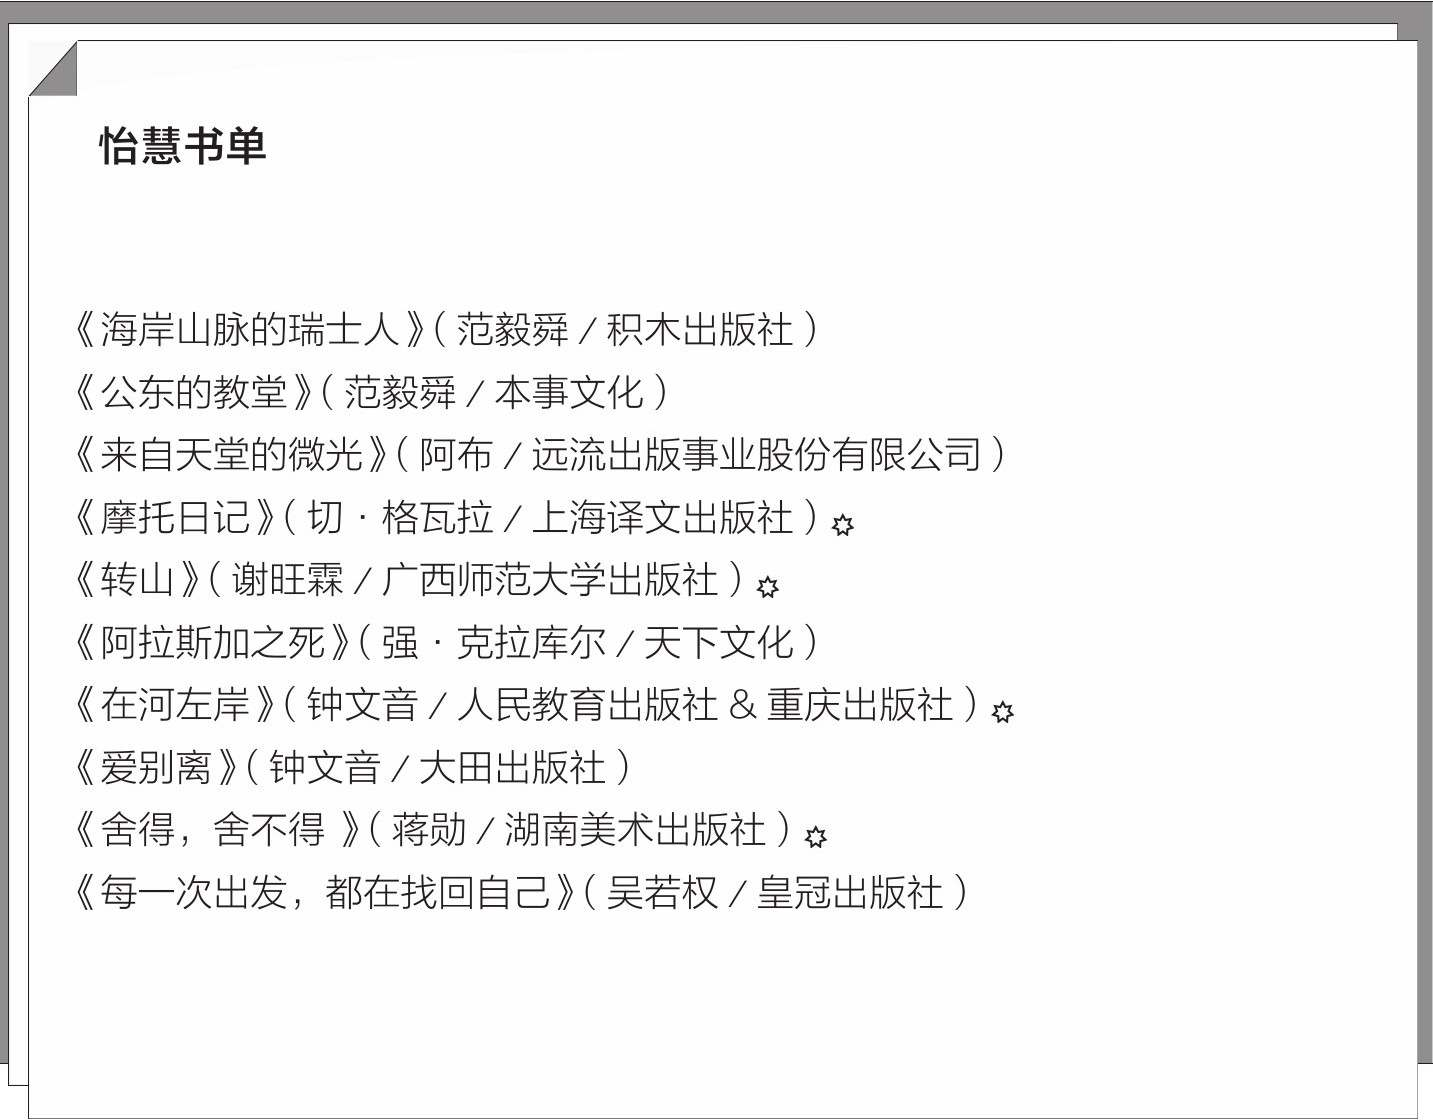 怡慧书单
《海岸山脉的瑞士人》（范毅舜 / 积木出版社）
《公东的教堂》（范毅舜 / 本事文化）
《来自天堂的微光》（阿布 / 远流出版事业股份有限公司）
《摩托日记》（切 · 格瓦拉 / 上海译文出版社）✡
《转山》（谢旺霖 / 广西师范大学出版社）✡
《阿拉斯加之死》（强 · 克拉库尔 / 天下文化）
《在河左岸》（钟文音 / 人民教育出版社 & 重庆出版社）✡
《爱别离》（钟文音 / 大田出版社）
《舍得，舍不得 》（蒋勋 / 湖南美术出版社）✡
《每一次出发，都在找回自己》（吴若权 / 皇冠出版社）